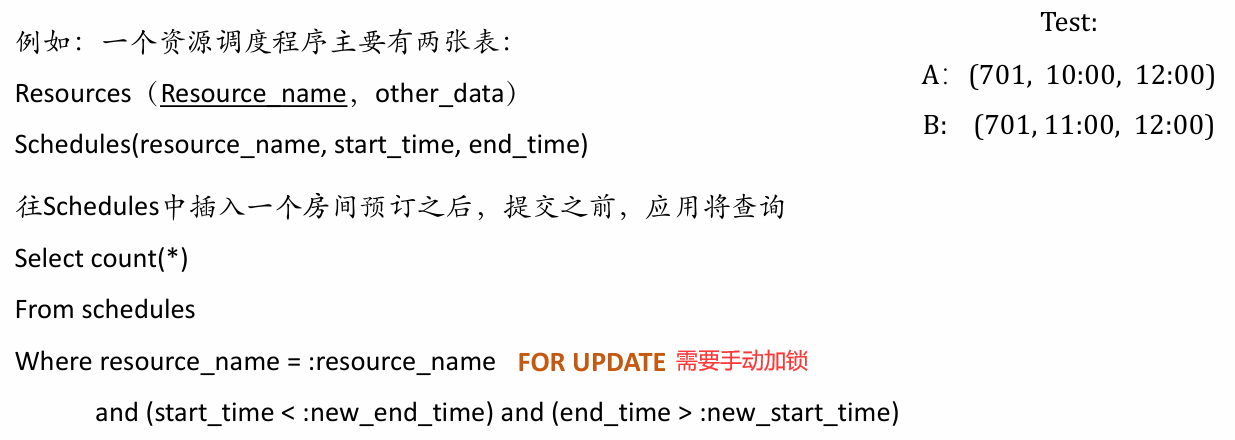 例如：一个资源调度程序主要有两张表：
Resources（Resource_name，other_data）
Schedules(resource_name, start_time, end_time)
往Schedules中插入一个房间预订之后，提交之前，应用将查询
Select count(*)
From schedules
Where resource_name = :resource_name FOR UPDATE 需要手动加锁
and (start_time < :new_end_time) and (end_time > :new_start_time)
Test:
A: (701, 10:00, 12:00)
B: (701, 11:00, 12:00)